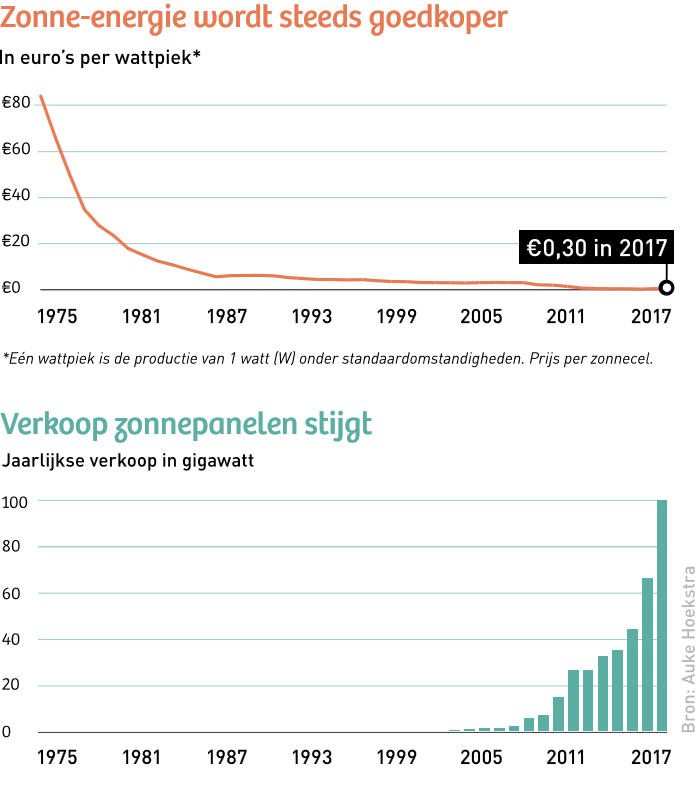 Zonne-energie wordt steeds goedkoper
In euro's per wattpiek*
€80
€60
€40
€20
€0,30 in 2017
€0
1975 1981 1987 1993 1999 2005 2011 2017
*Eén wattpiek is de productie van 1 watt (W) onder standaardomstandigheden. Prijs per zonnecel.
Verkoop zonnepanelen stijgt
Jaarlijkse verkoop in gigawatt
100
80
60
40
20
0
1975 1981 1987 1993 1999 2005 2011 2017
Bron: Auke Hoekstra